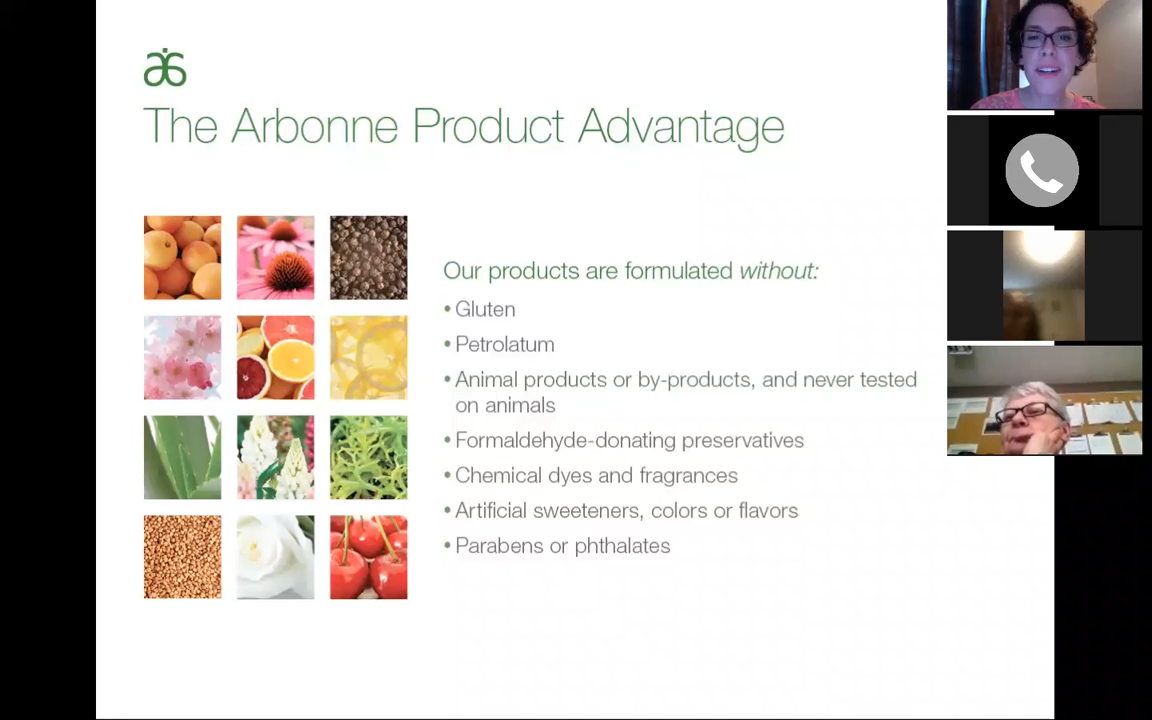 The Arbonne Product Advantage
Our products are formulated without:
• Gluten
• Petrolatum
• Animal products or by-products, and never tested
on animals
• Formaldehyde-donating preservatives
• Chemical dyes and fragrances
• Artificial sweeteners, colors or flavors
• Parabens or phthalates